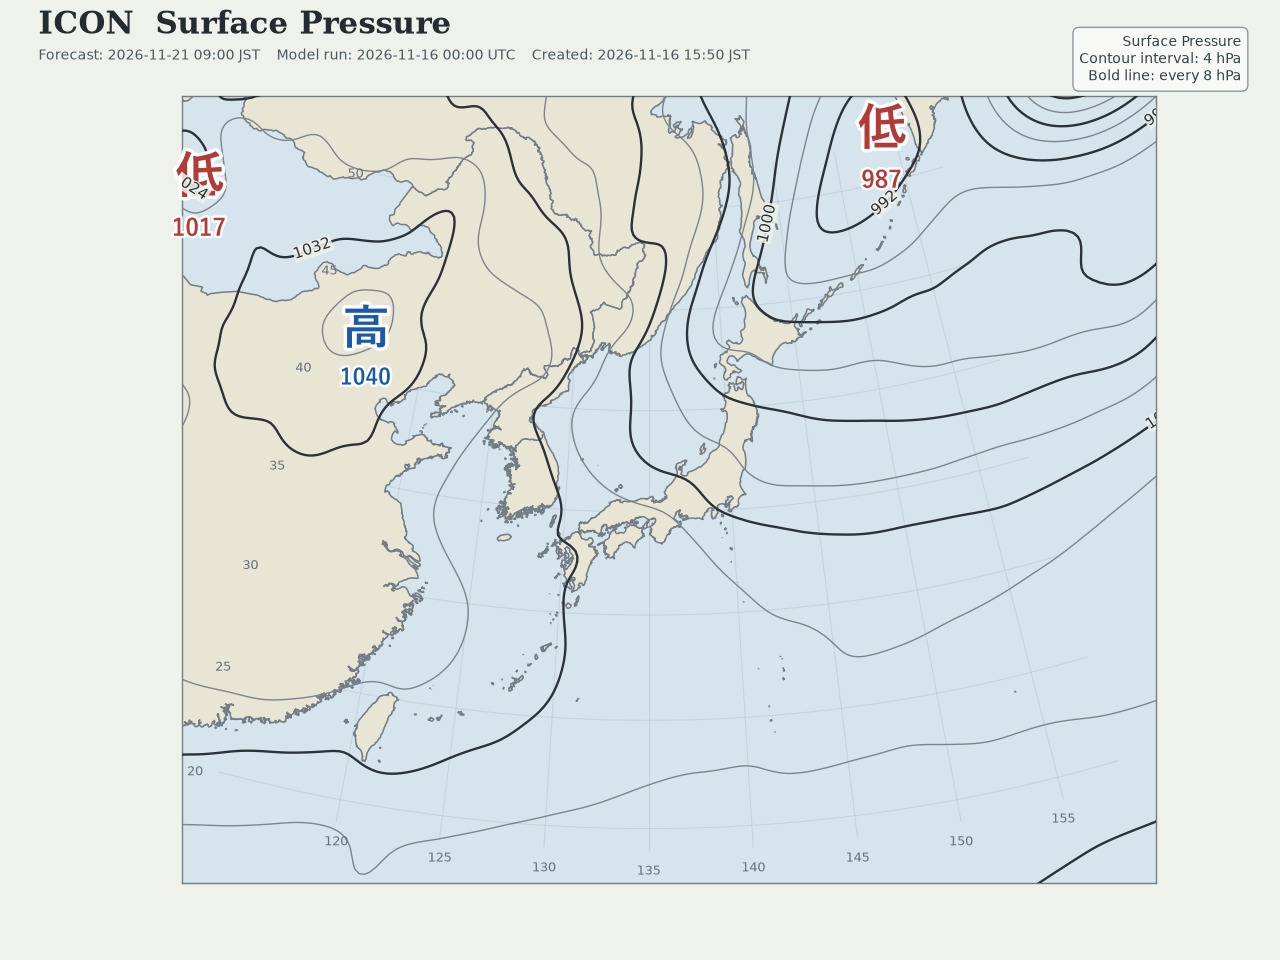 ICON Surface Pressure
Forecast: 2026-11-21 09:00 JST Model run: 2026-11-16 00:00 UTC Created: 2026-11-16 15:50 JST
Surface Pressure
Contour interval: 4 hPa
Bold line: every 8 hPa
低
987
992
低
024
1017
50
1000
1032
45
高
1040
40
35
30
25
20
120
125
130
135
140
145
150
155